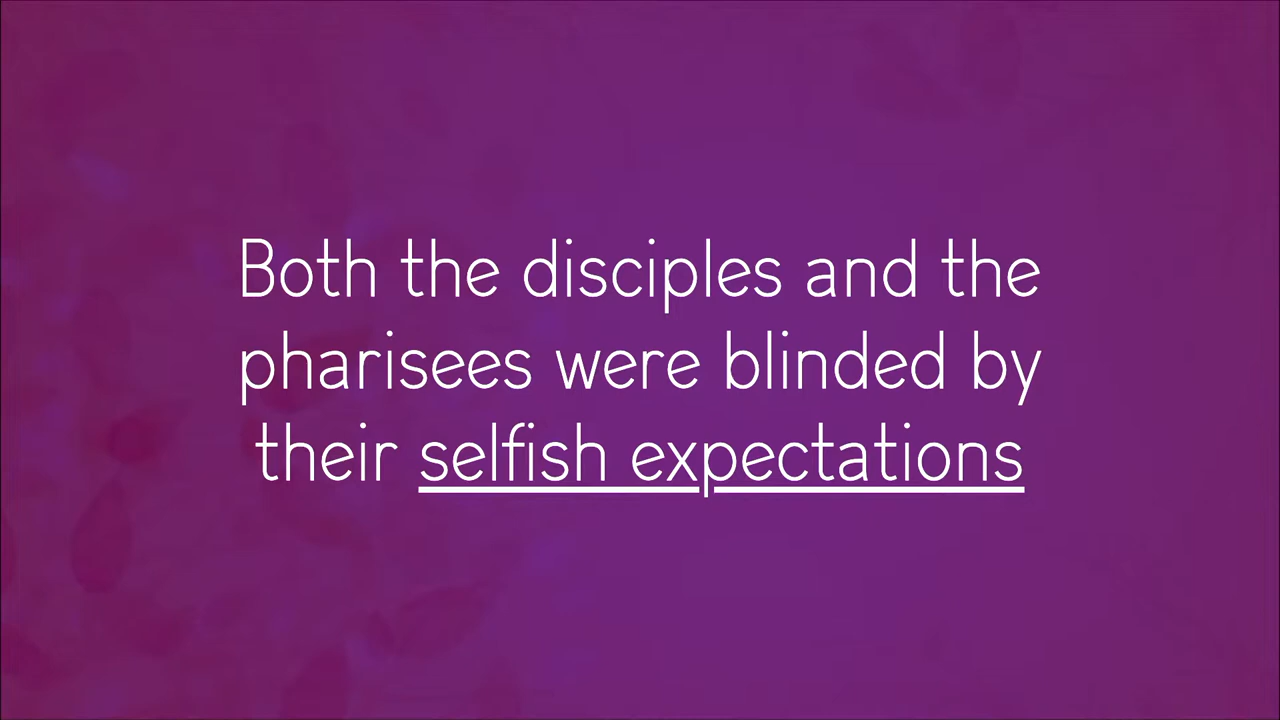 Both the disciples and the
pharisees were blinded by
their selfish expectations